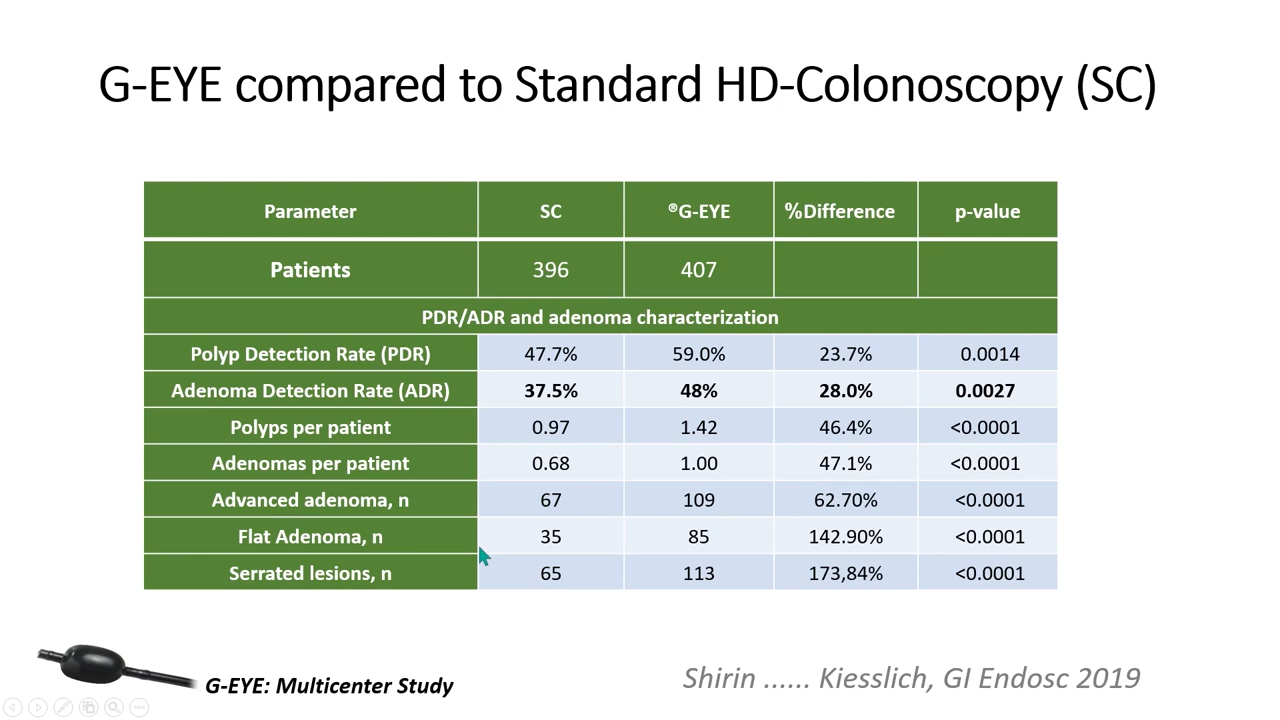 G-EYE compared to Standard HD-Colonoscopy (SC)
Parameter SC ®G-EYE %Difference p-value
Patients 396 407
PDR/ADR and adenoma characterization
Polyp Detection Rate (PDR) 47.7% 59.0% 23.7% 0.0014
Adenoma Detection Rate (ADR) 37.5% 48% 28.0% 0.0027
Polyps per patient 0.97 1.42 46.4% <0.0001
Adenomas per patient 0.68 1.00 47.1% <0.0001
Advanced adenoma, n 67 109 62.70% <0.0001
Flat Adenoma, n 35 85 142.90% <0.0001
Serrated lesions, n 65 113 173,84% <0.0001
G-EYE: Multicenter Study
Shirin ...... Kiesslich, GI Endosc 2019